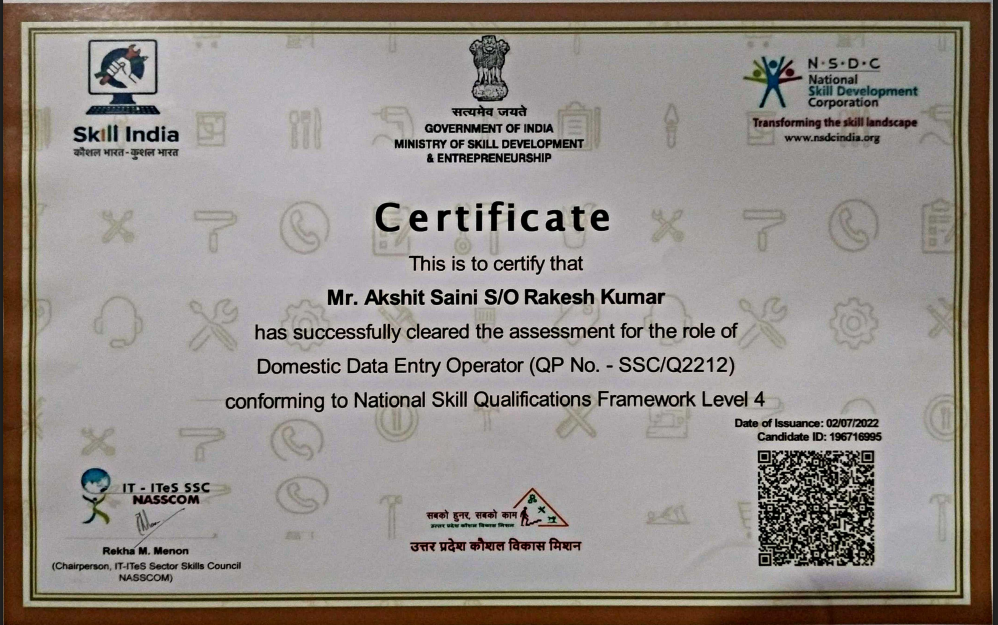 Skill India
कौशल भारत - कुशल भारत
सत्यमेव जयते
GOVERNMENT OF INDIA
MINISTRY OF SKILL DEVELOPMENT
& ENTREPRENEURSHIP
N·S·D·C
National
Skill Development
Corporation
Transforming the skill landscape
www.nsdcindia.org
Certificate
This is to certify that
Mr. Akshit Saini S/O Rakesh Kumar
has successfully cleared the assessment for the role of
Domestic Data Entry Operator (QP No. - SSC/Q2212)
conforming to National Skill Qualifications Framework Level 4
Date of Issuance: 02/07/2022
Candidate ID: 196716995
IT - ITeS SSC
NASSCOM
Rekha M. Menon
(Chairperson, IT-ITeS Sector Skills Council
NASSCOM)
सबको हुनर, सबको काम
उत्तर प्रदेश कौशल विकास मिशन
उत्तर प्रदेश कौशल विकास मिशन